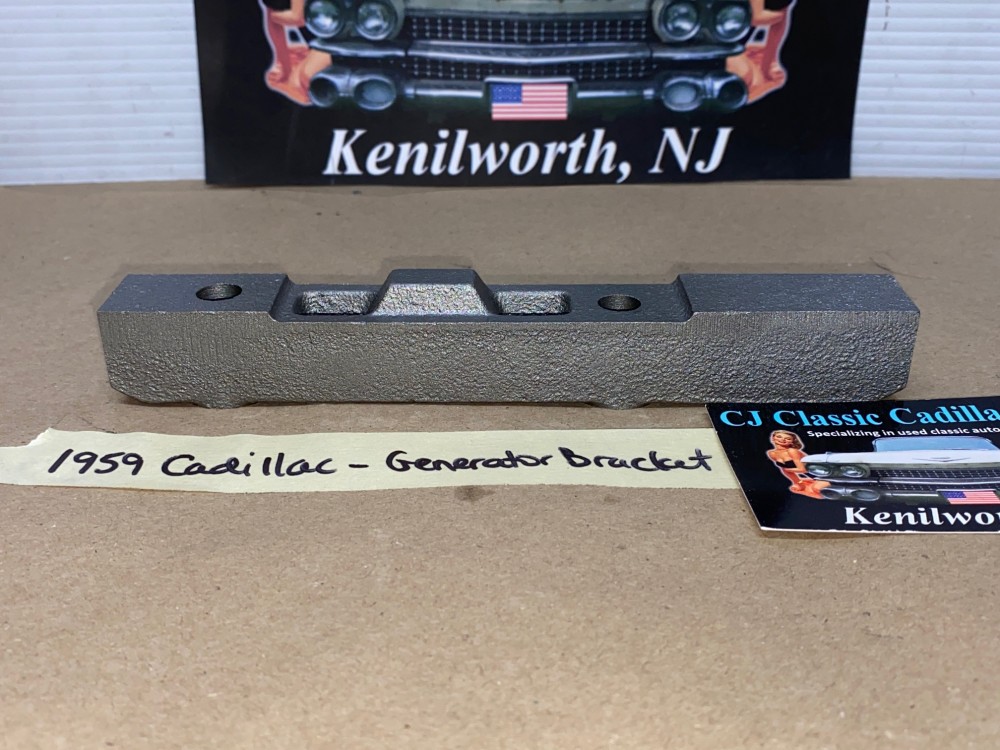 Kenilworth, NJ
1959 Cadillac - Generator Bracket
CJ Classic Cadilla
Specializing in used classic auto
Kenilwo